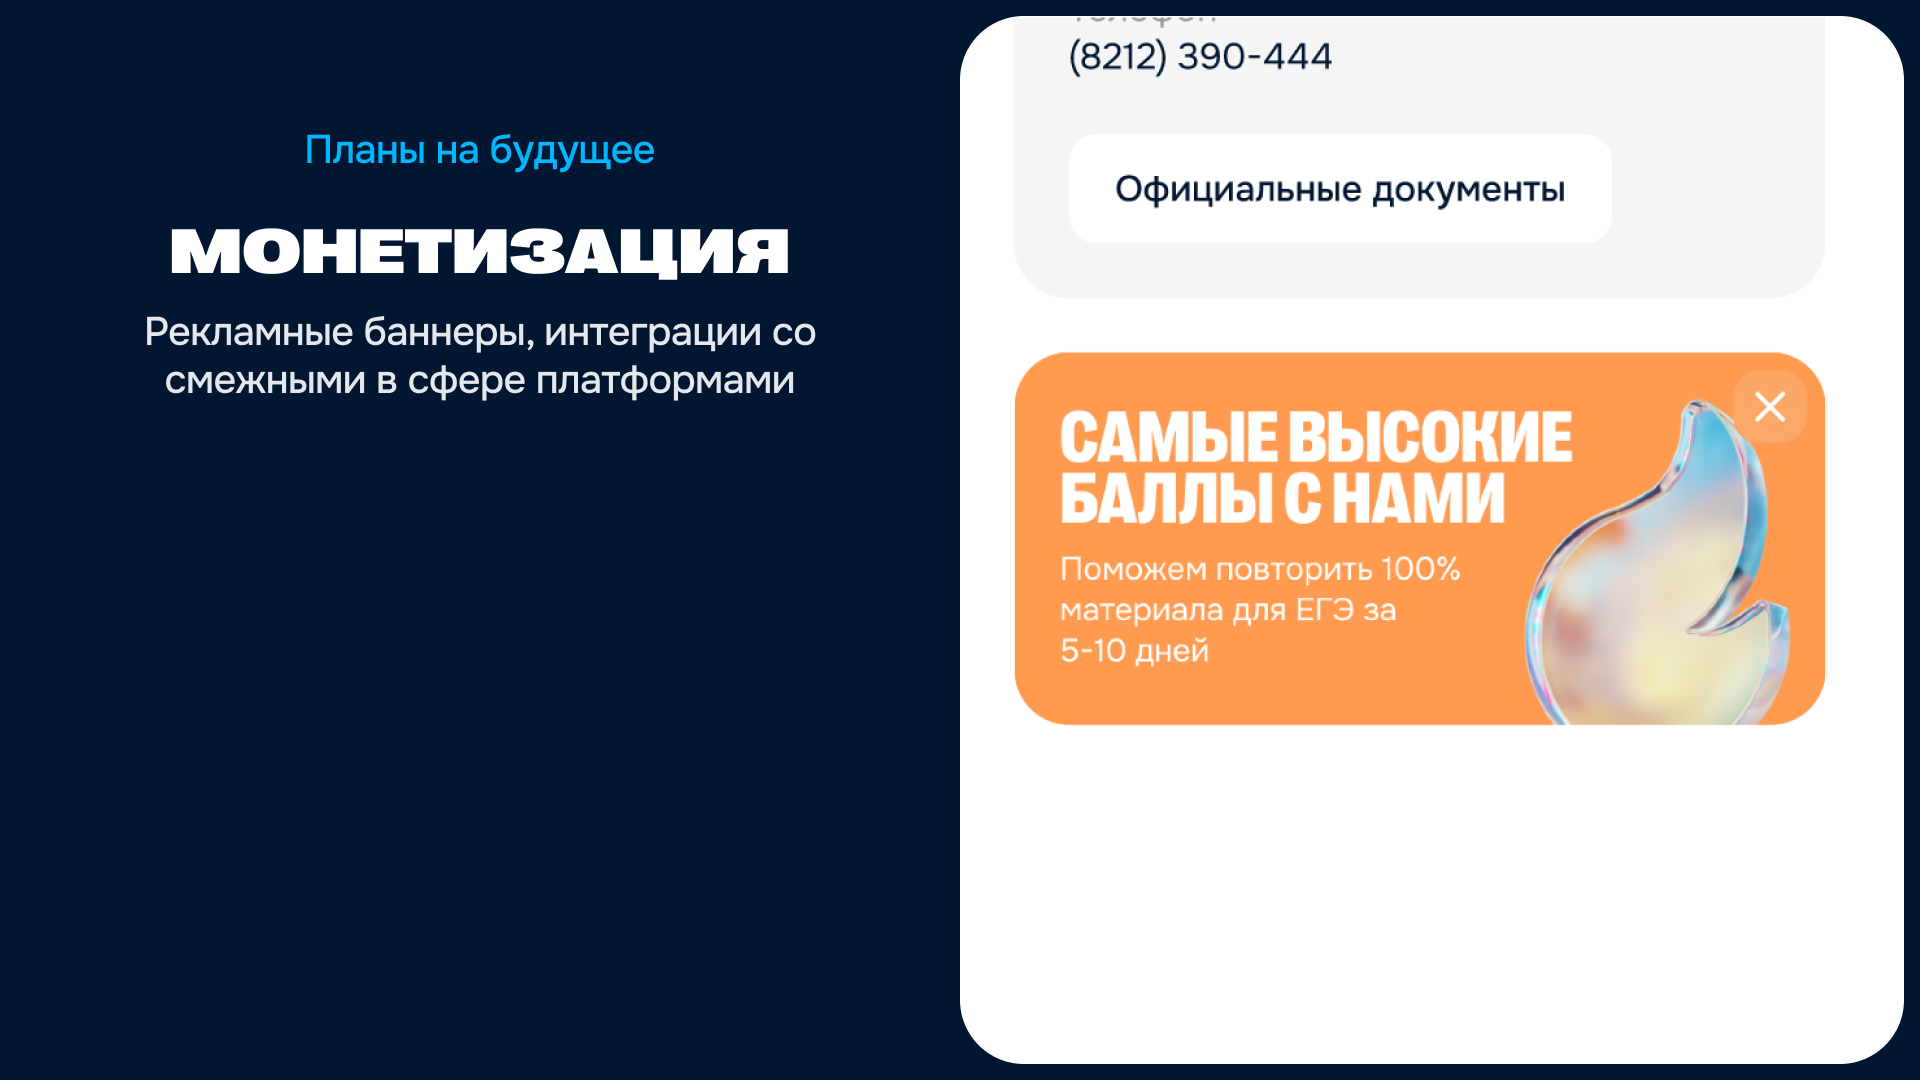 Планы на будущее
МОНЕТИЗАЦИЯ
Рекламные баннеры, интеграции со
смежными в сфере платформами
(8212) 390-444
Официальные документы
САМЫЕ ВЫСОКИЕ
БАЛЛЫ С НАМИ
Поможем повторить 100%
материала для ЕГЭ за
5-10 дней